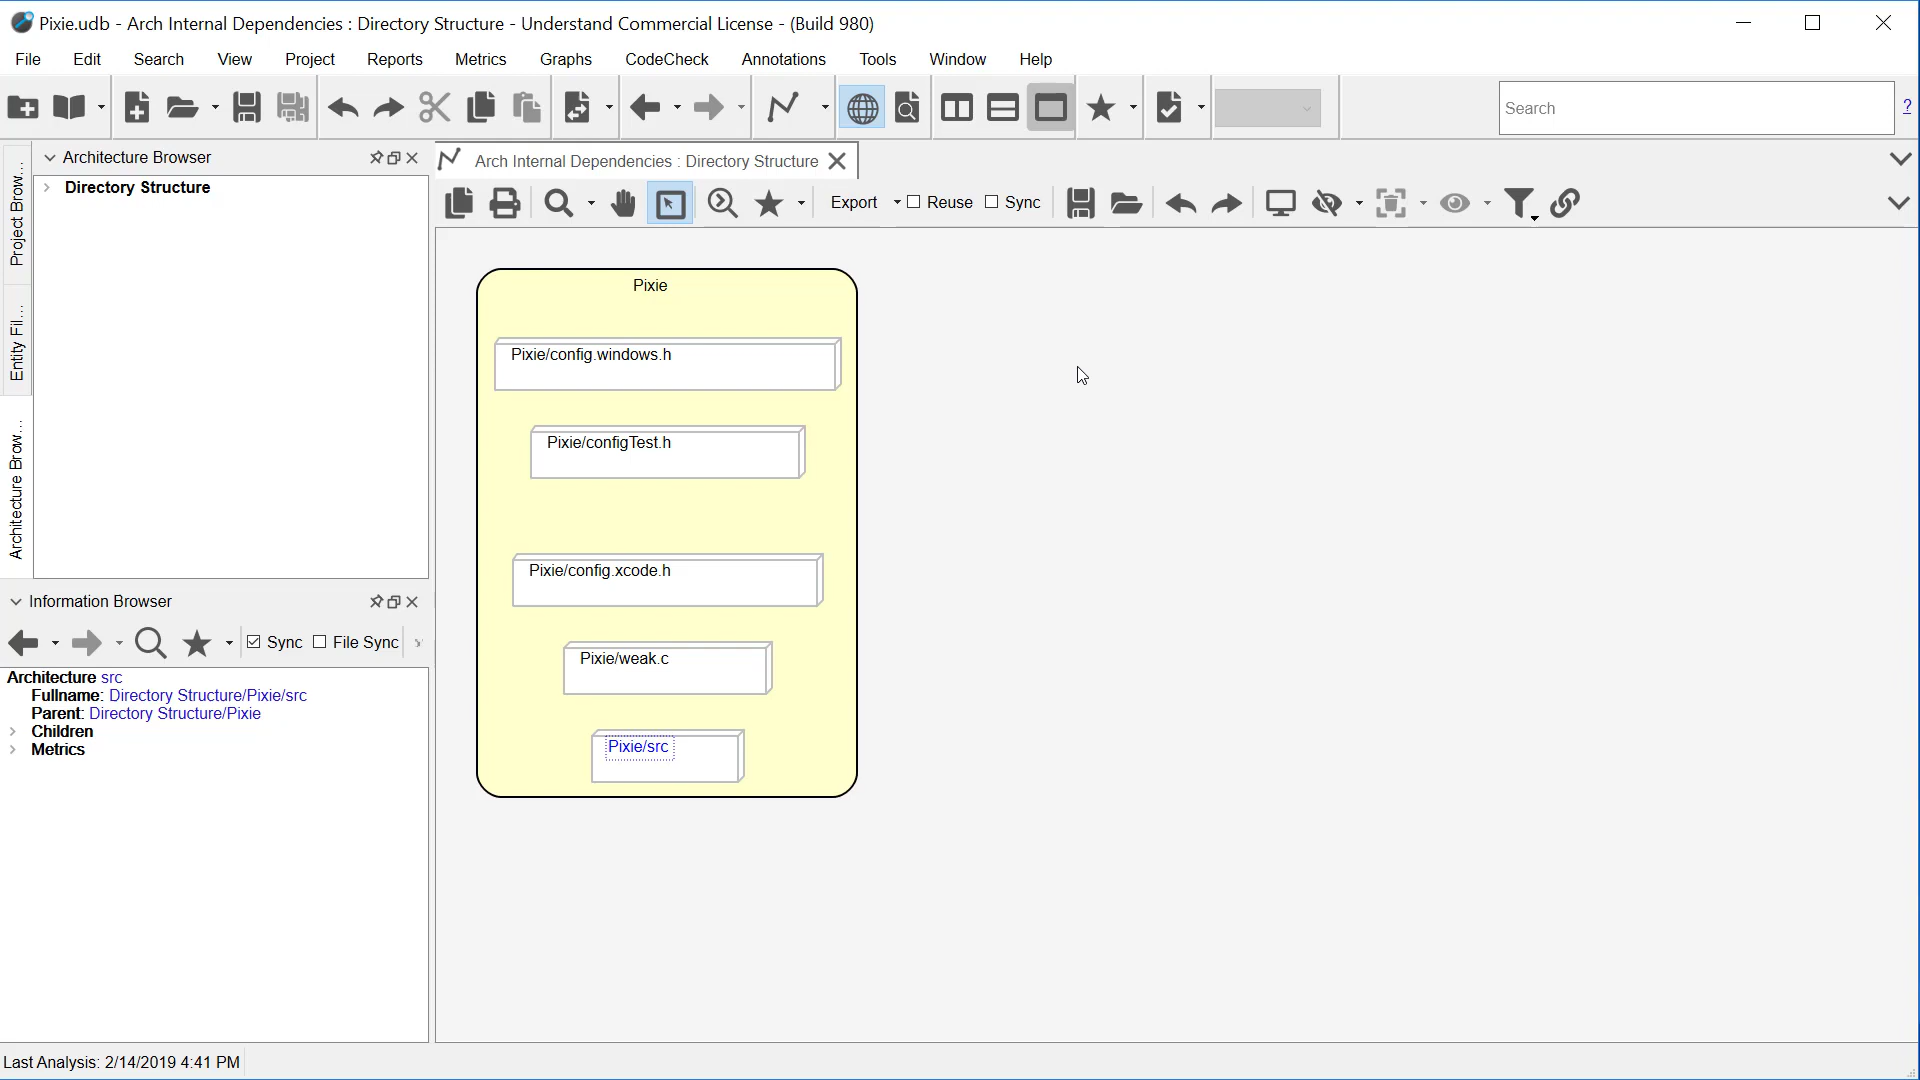 Pixie.udb - Arch Internal Dependencies : Directory Structure - Understand Commercial License - (Build 980)
File Edit Search View Project Reports Metrics Graphs CodeCheck Annotations Tools Window Help
Search
?
Project Brow...
Entity Fil...
Architecture Brow...
Architecture Browser
Directory Structure
Arch Internal Dependencies : Directory Structure
Export Reuse Sync
Pixie
Pixie/config.windows.h
Pixie/configTest.h
Pixie/config.xcode.h
Pixie/weak.c
Pixie/src
Information Browser
Sync File Sync
Architecture src
Fullname: Directory Structure/Pixie/src
Parent: Directory Structure/Pixie
Children
Metrics
Last Analysis: 2/14/2019 4:41 PM